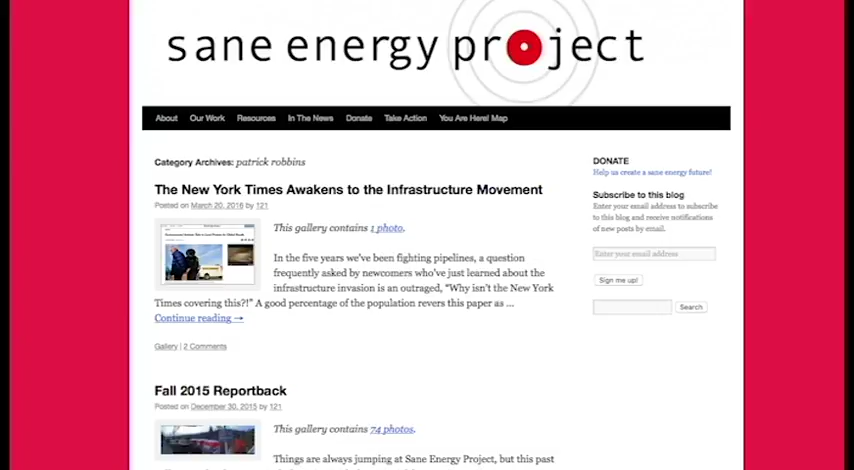 sane energy project
About Our Work Resources In The News Donate Take Action You Are Here! Map
Category Archives: patrick robbins
The New York Times Awakens to the Infrastructure Movement
Posted on March 20, 2016 by 121
This gallery contains 1 photo.
In the five years we've been fighting pipelines, a question
frequently asked by newcomers who've just learned about the
infrastructure invasion is an outraged, "Why isn't the New York
Times covering this?!" A good percentage of the population revers this paper as ...
Continue reading →
Gallery | 2 Comments
Fall 2015 Reportback
Posted on December 30, 2015 by 121
This gallery contains 74 photos.
Things are always jumping at Sane Energy Project, but this past
DONATE
Help us create a sane energy future!
Subscribe to this blog
Enter your email address to subscribe
to this blog and receive notifications
of new posts by email.
Enter your email address
Sign me up!
Search